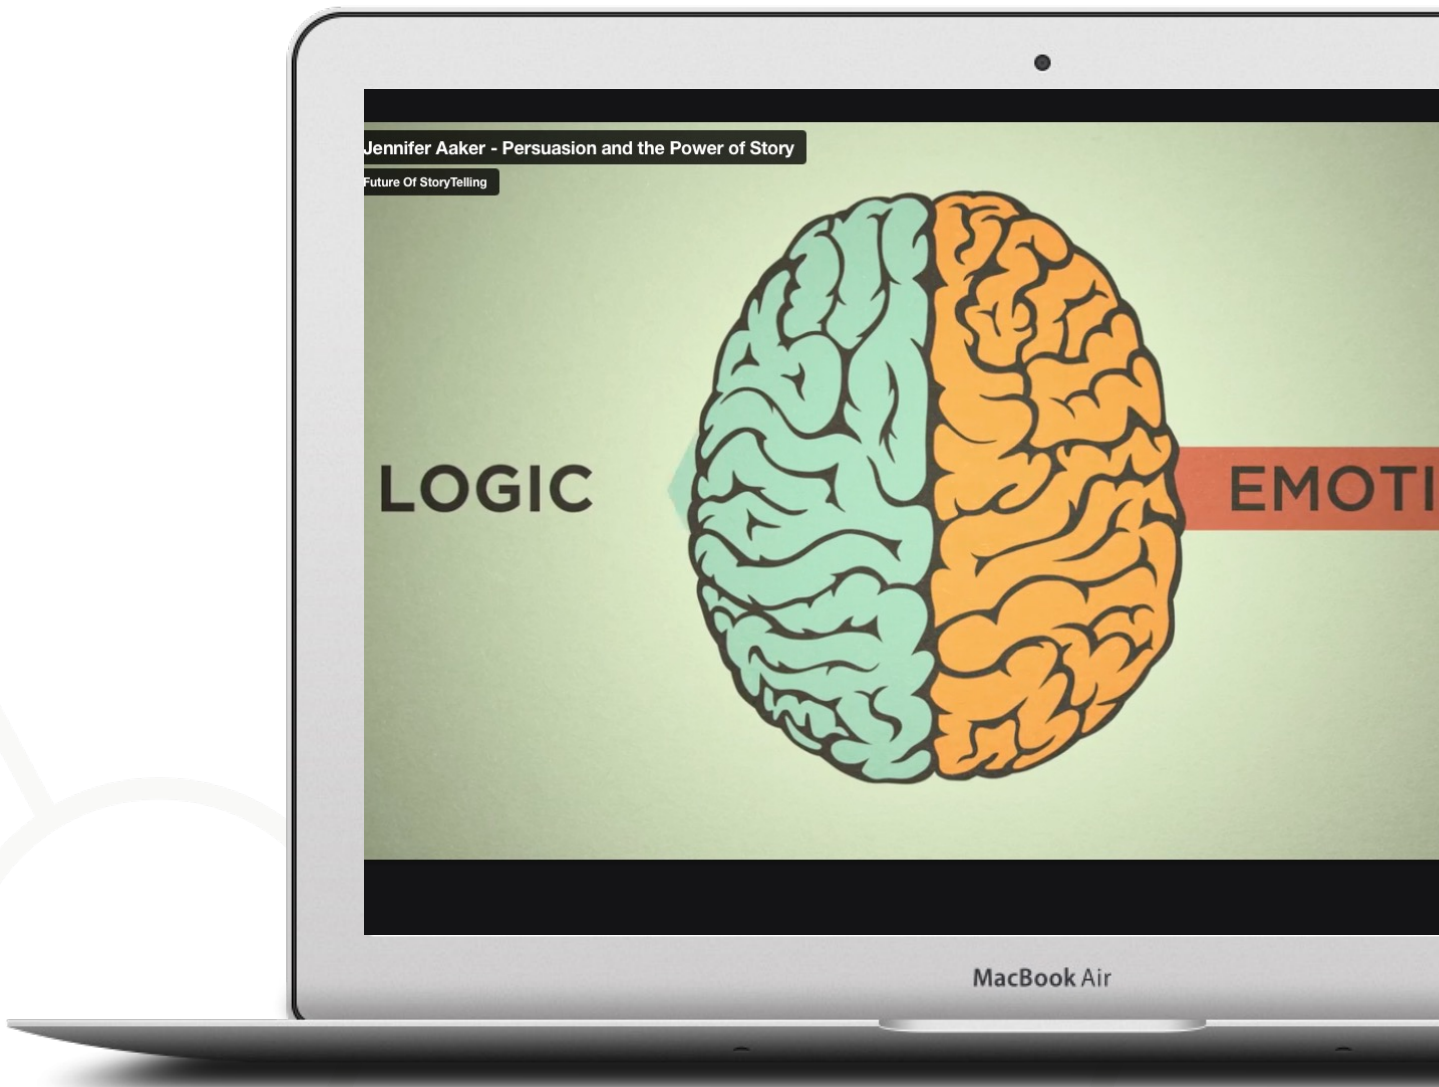 Jennifer Aaker - Persuasion and the Power of Story
Future Of StoryTelling
LOGIC
EMOTI
MacBook Air